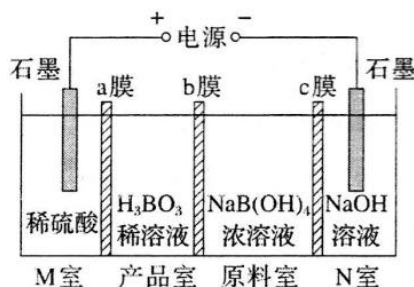 + 电源 −
石墨 石墨
a膜 b膜 c膜
稀硫酸 H₃BO₃ 稀溶液 NaB(OH)₄ 浓溶液 NaOH 溶液
M室 产品室 原料室 N室